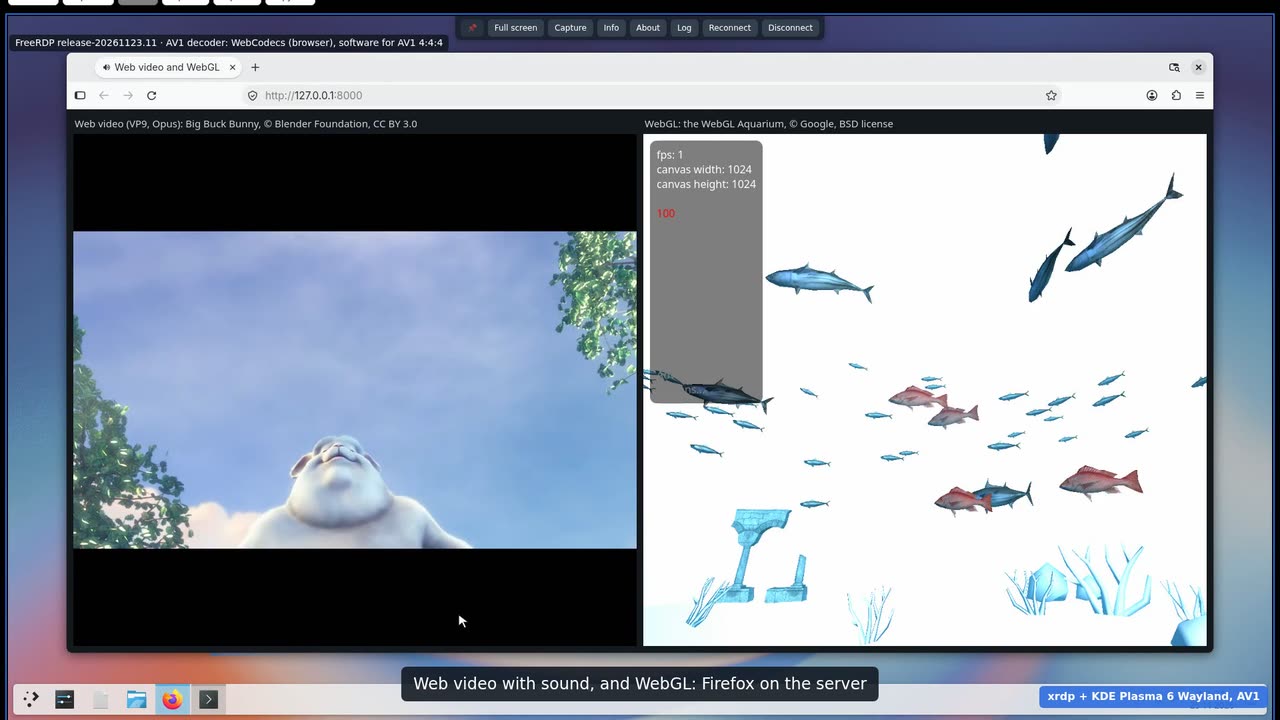 Full screen
Capture
Info
About
Log
Reconnect
Disconnect
FreeRDP release-20261123.11 · AV1 decoder: WebCodecs (browser), software for AV1 4:4:4
Web video and WebGL
http://127.0.0.1:8000
Web video (VP9, Opus): Big Buck Bunny, © Blender Foundation, CC BY 3.0
WebGL: the WebGL Aquarium, © Google, BSD license
fps: 1
canvas width: 1024
canvas height: 1024
100
Web video with sound, and WebGL: Firefox on the server
xrdp + KDE Plasma 6 Wayland, AV1